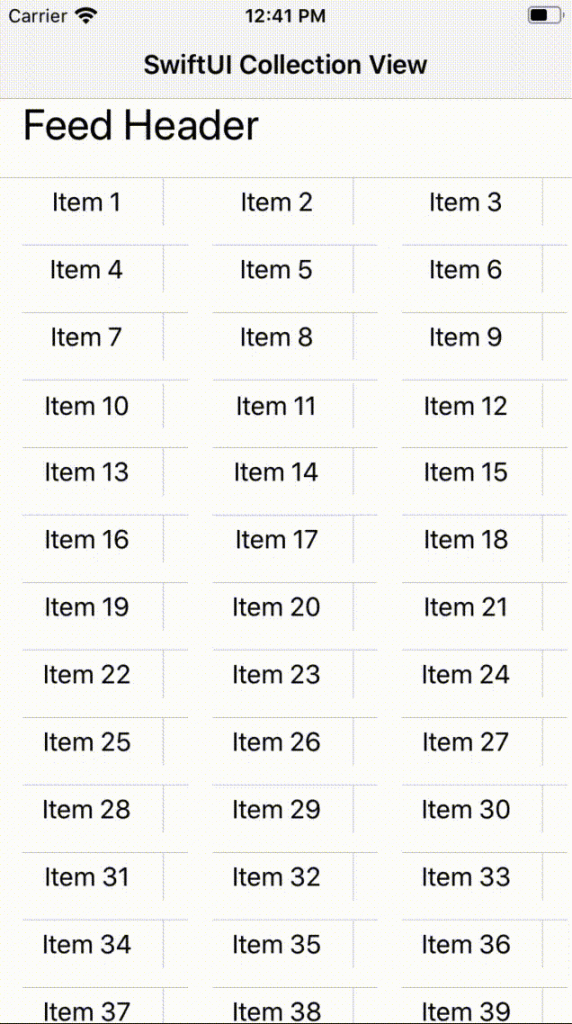 Carrier 12:41 PM
SwiftUI Collection View
Feed Header
Item 1 Item 2 Item 3
Item 4 Item 5 Item 6
Item 7 Item 8 Item 9
Item 10 Item 11 Item 12
Item 13 Item 14 Item 15
Item 16 Item 17 Item 18
Item 19 Item 20 Item 21
Item 22 Item 23 Item 24
Item 25 Item 26 Item 27
Item 28 Item 29 Item 30
Item 31 Item 32 Item 33
Item 34 Item 35 Item 36
Item 37 Item 38 Item 39